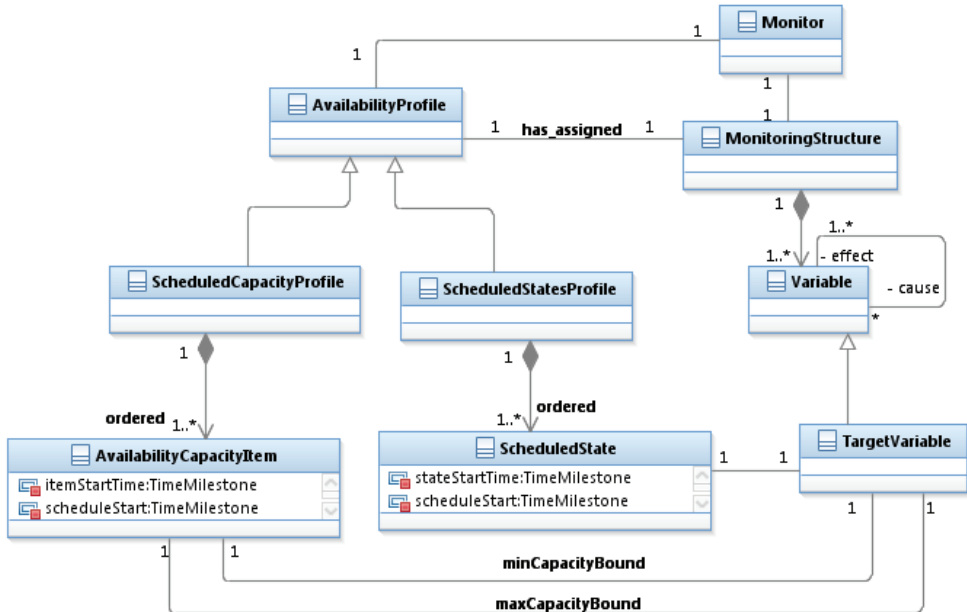 Monitor
1
1
1
AvailabilityProfile
1
1
has_assigned
1
MonitoringStructure
1
1..*
1..*
- effect
ScheduledCapacityProfile
ScheduledStatesProfile
Variable
- cause
*
1
1
ordered
1..*
1..*
ordered
AvailabilityCapacityItem
ScheduledState
TargetVariable
itemStartTime:TimeMilestone
stateStartTime:TimeMilestone
1
1
scheduleStart:TimeMilestone
scheduleStart:TimeMilestone
1
1
1
1
minCapacityBound
maxCapacityBound